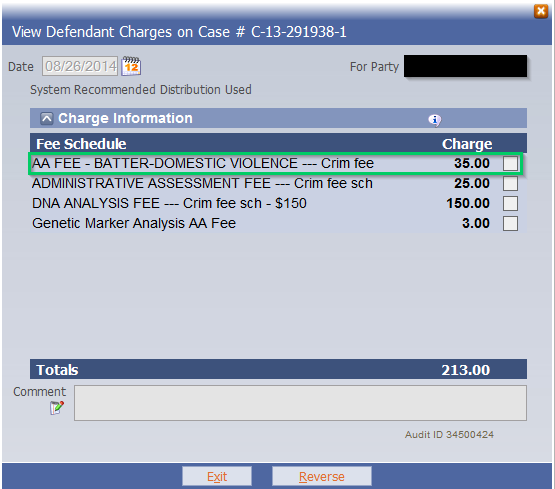 View Defendant Charges on Case # C-13-291938-1
Date 08/26/2014 12 For Party
System Recommended Distribution Used
Charge Information i
Fee Schedule Charge
AA FEE - BATTER-DOMESTIC VIOLENCE --- Crim fee 35.00
ADMINISTRATIVE ASSESSMENT FEE --- Crim fee sch 25.00
DNA ANALYSIS FEE --- Crim fee sch - $150 150.00
Genetic Marker Analysis AA Fee 3.00
Totals 213.00
Comment
Audit ID 34500424
Exit Reverse